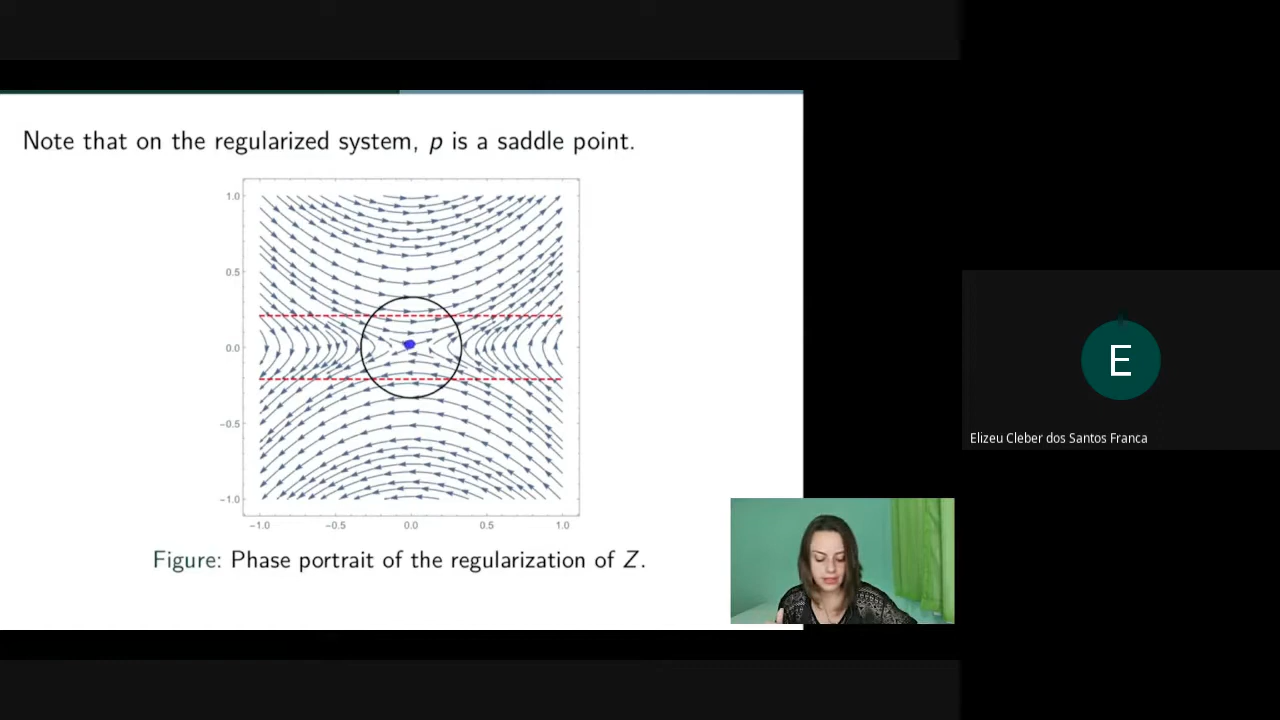 Note that on the regularized system, p is a saddle point.
1.0
0.5
0.0
−0.5
−1.0
−1.0 −0.5 0.0 0.5 1.0
Figure: Phase portrait of the regularization of Z.
E
Elizeu Cleber dos Santos Franca